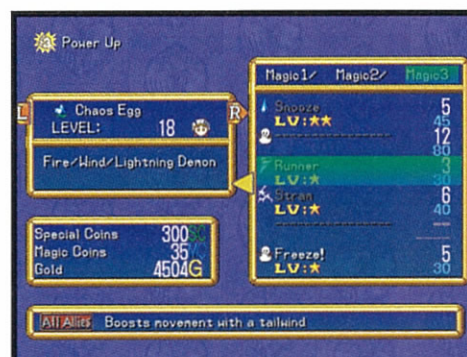 Power Up
L
R
Chaos Egg
LEVEL: 18
Fire/Wind/Lightning Demon
Special Coins 300
Magic Coins 35
Gold 4504G
Magic1/ Magic2/ Magic3
Snooze 5
LV:★★ 45
---------------- 12
80
Runner 3
LV:★ 30
Stram 6
LV:★ 40
----------------
Freeze! 5
LV:★ 30
All Allies Boosts movement with a tailwind